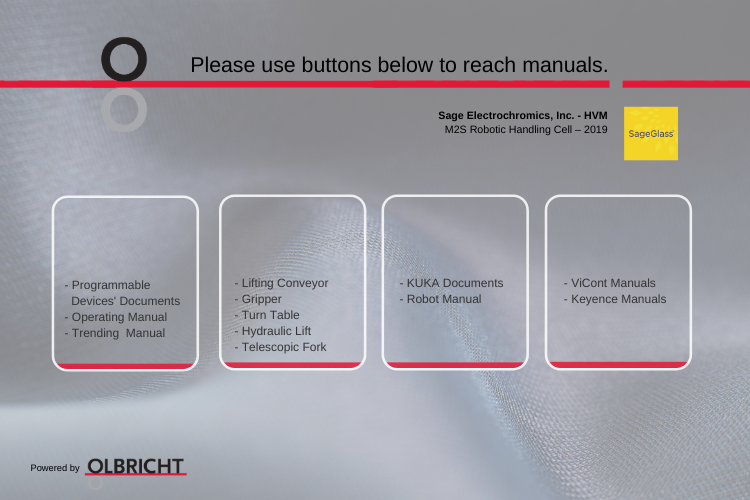 Please use buttons below to reach manuals.
Sage Electrochromics, Inc. - HVM
M2S Robotic Handling Cell – 2019
SageGlass
- Programmable
Devices' Documents
- Operating Manual
- Trending Manual
- Lifting Conveyor
- Gripper
- Turn Table
- Hydraulic Lift
- Telescopic Fork
- KUKA Documents
- Robot Manual
- ViCont Manuals
- Keyence Manuals
Powered by OLBRICHT